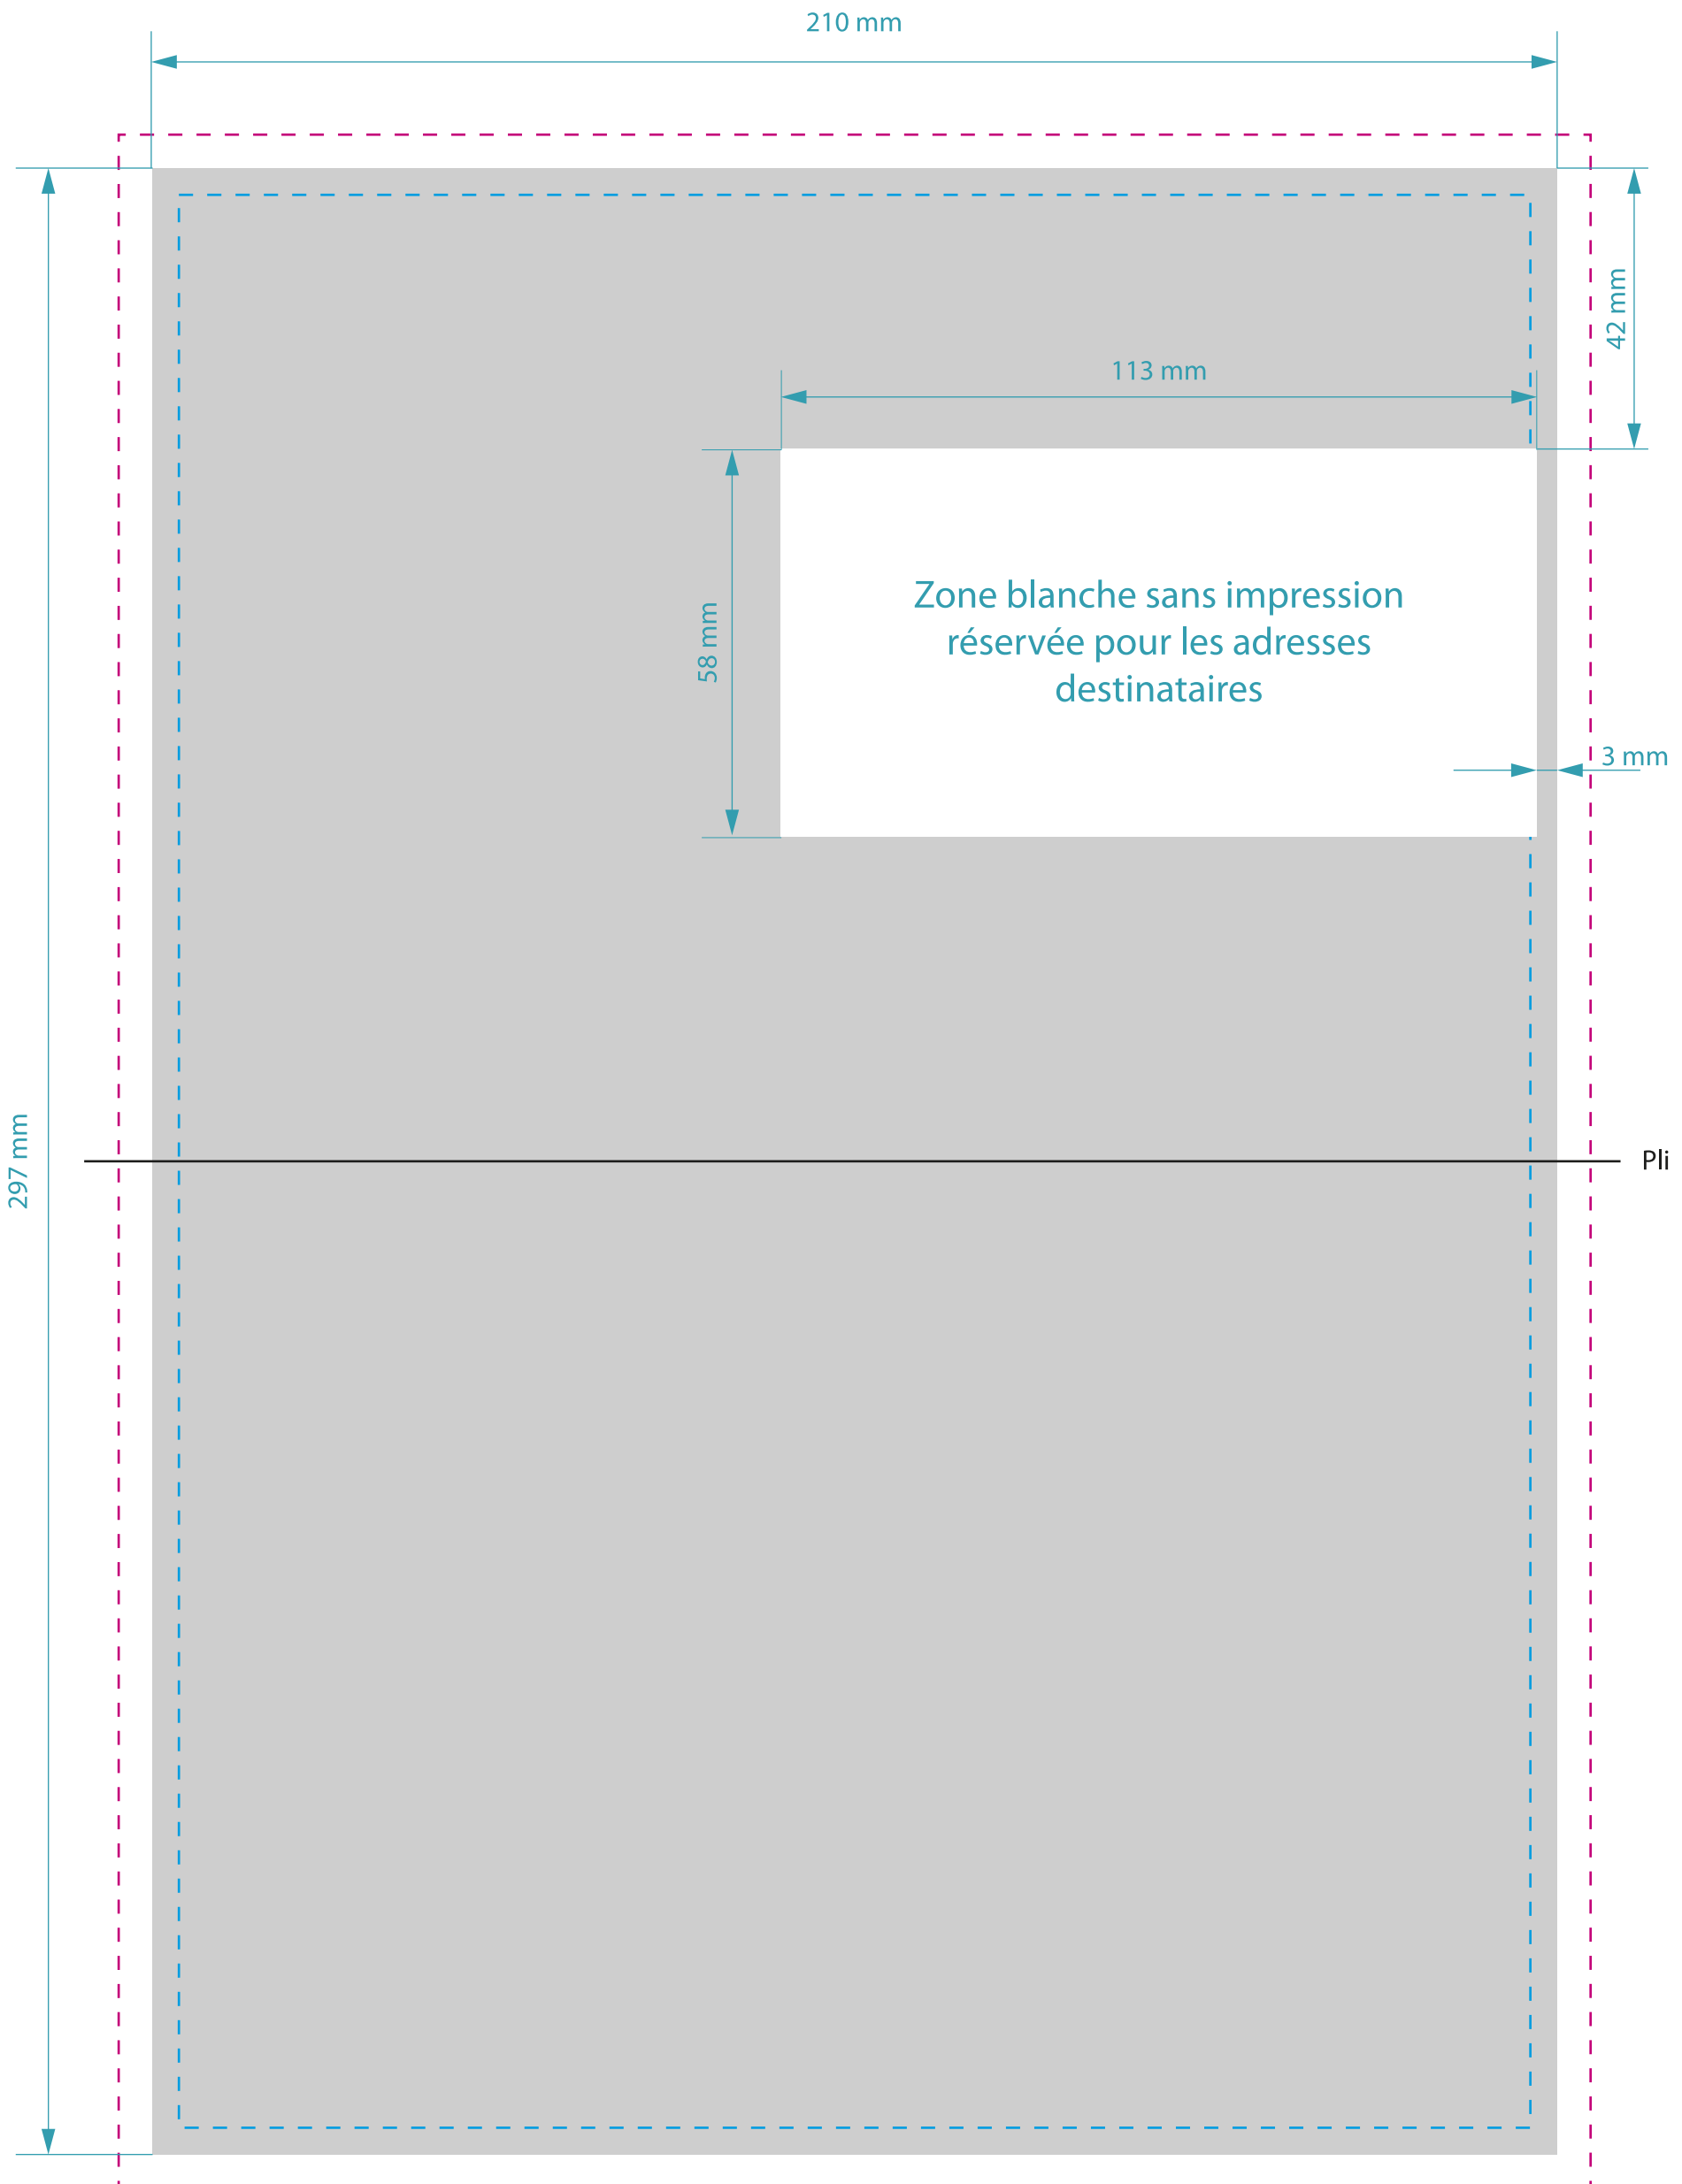 210 mm
42 mm
113 mm
Zone blanche sans impression
réservée pour les adresses
destinataires
58 mm
3 mm
297 mm
Pli